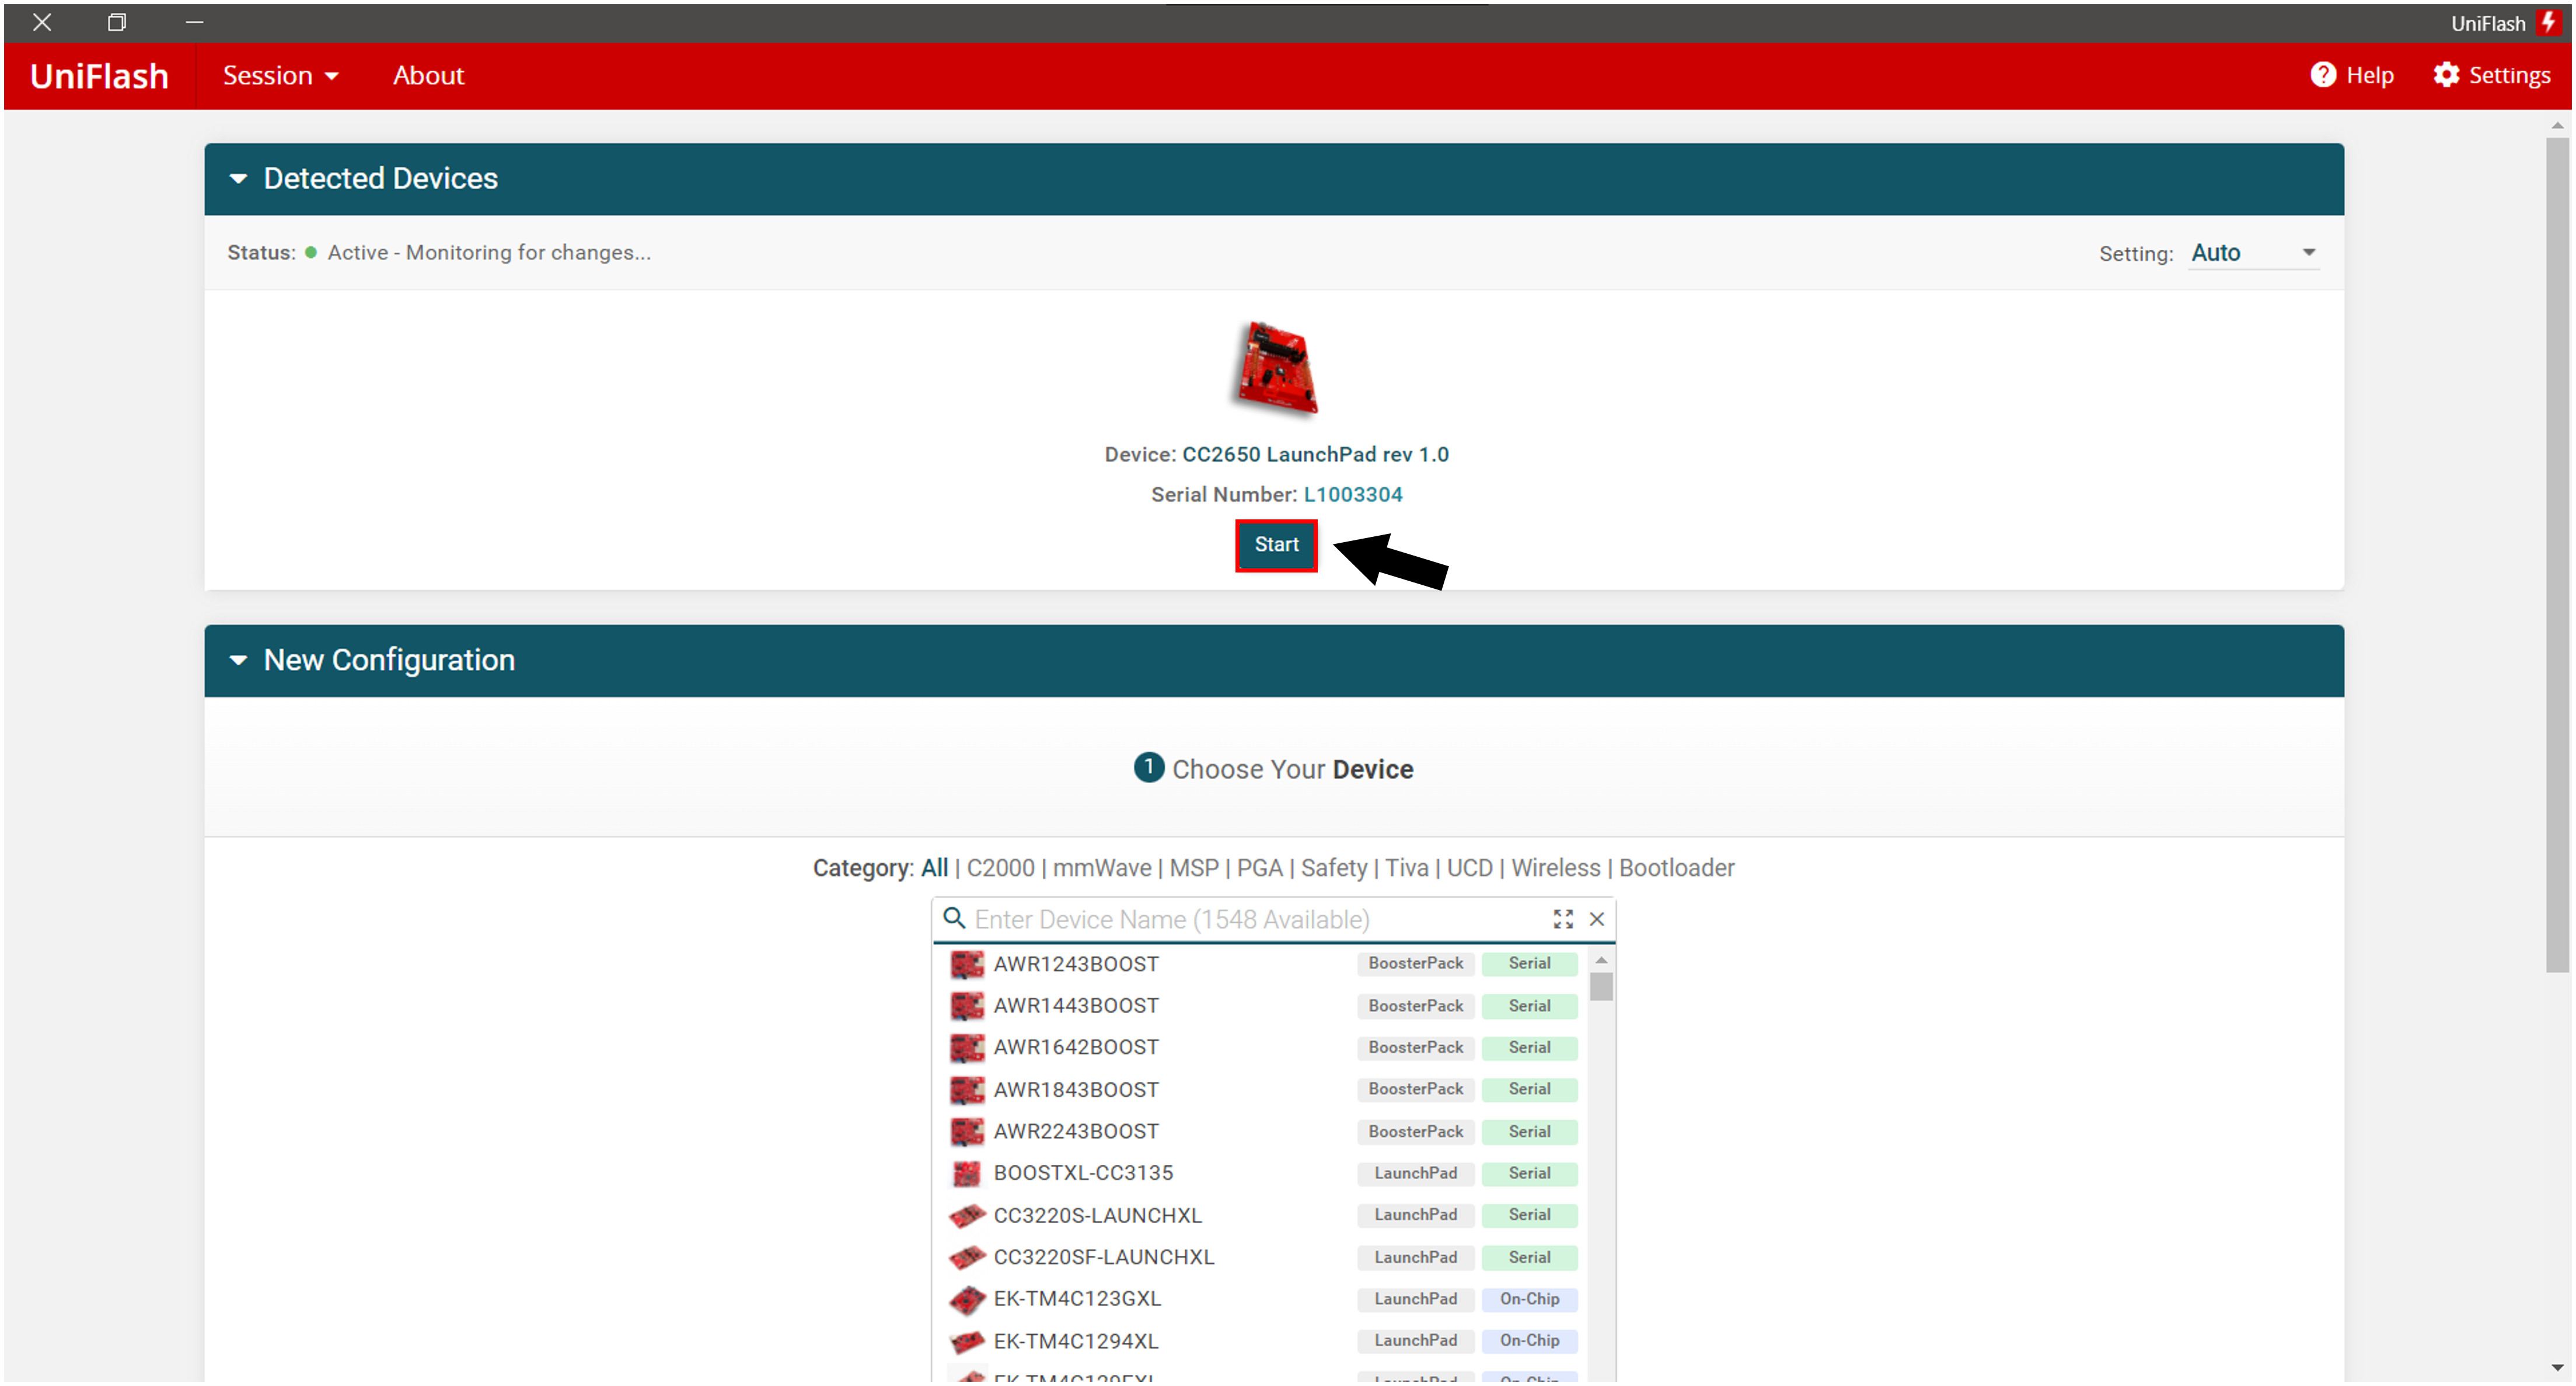 UniFlash
UniFlash Session About Help Settings
Detected Devices
Status: Active - Monitoring for changes... Setting: Auto
Device: CC2650 LaunchPad rev 1.0
Serial Number: L1003304
Start
New Configuration
1 Choose Your Device
Category: All | C2000 | mmWave | MSP | PGA | Safety | Tiva | UCD | Wireless | Bootloader
Enter Device Name (1548 Available)
AWR1243BOOST BoosterPack Serial
AWR1443BOOST BoosterPack Serial
AWR1642BOOST BoosterPack Serial
AWR1843BOOST BoosterPack Serial
AWR2243BOOST BoosterPack Serial
BOOSTXL-CC3135 LaunchPad Serial
CC3220S-LAUNCHXL LaunchPad Serial
CC3220SF-LAUNCHXL LaunchPad Serial
EK-TM4C123GXL LaunchPad On-Chip
EK-TM4C1294XL LaunchPad On-Chip
LaunchPad On-Chip